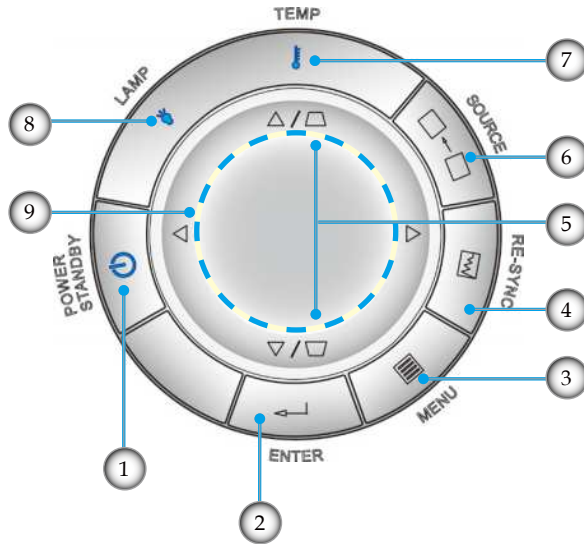 TEMP
7
LAMP
SOURCE
8
6
9
5
POWER
STANDBY
RE-SYNC
4
3
MENU
1
ENTER
2